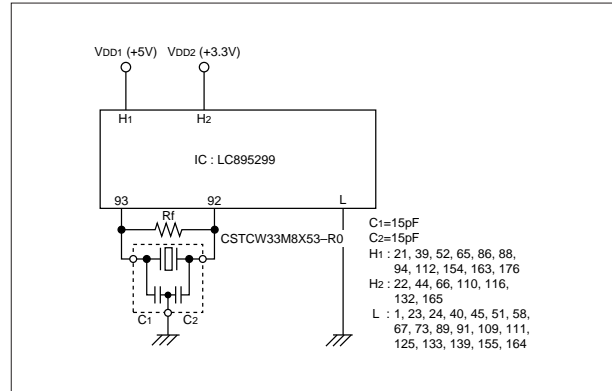 VDD1 (+5V)
VDD2 (+3.3V)
H1
H2
IC : LC895299
93
92
L
Rf
CSTCW33M8X53–R0
C1
C2
C1=15pF
C2=15pF
H1 : 21, 39, 52, 65, 86, 88,
94, 112, 154, 163, 176
H2 : 22, 44, 66, 110, 116,
132, 165
L : 1, 23, 24, 40, 45, 51, 58,
67, 73, 89, 91, 109, 111,
125, 133, 139, 155, 164